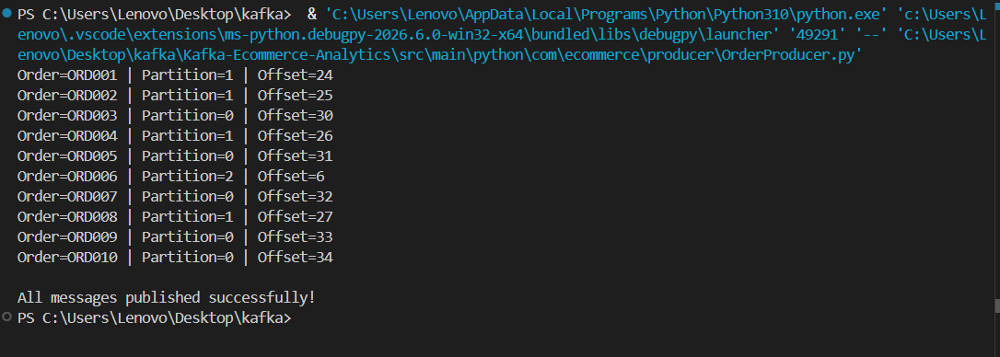 PS C:\Users\Lenovo\Desktop\kafka>  & 'C:\Users\Lenovo\AppData\Local\Programs\Python\Python310\python.exe' 'c:\Users\L
enovo\.vscode\extensions\ms-python.debugpy-2026.6.0-win32-x64\bundled\libs\debugpy\launcher' '49291' '--' 'C:\Users\L
enovo\Desktop\kafka\Kafka-Ecommerce-Analytics\src\main\python\com\ecommerce\producer\OrderProducer.py'
Order=ORD001 | Partition=1 | Offset=24
Order=ORD002 | Partition=1 | Offset=25
Order=ORD003 | Partition=0 | Offset=30
Order=ORD004 | Partition=1 | Offset=26
Order=ORD005 | Partition=0 | Offset=31
Order=ORD006 | Partition=2 | Offset=6
Order=ORD007 | Partition=0 | Offset=32
Order=ORD008 | Partition=1 | Offset=27
Order=ORD009 | Partition=0 | Offset=33
Order=ORD010 | Partition=0 | Offset=34

All messages published successfully!
PS C:\Users\Lenovo\Desktop\kafka>